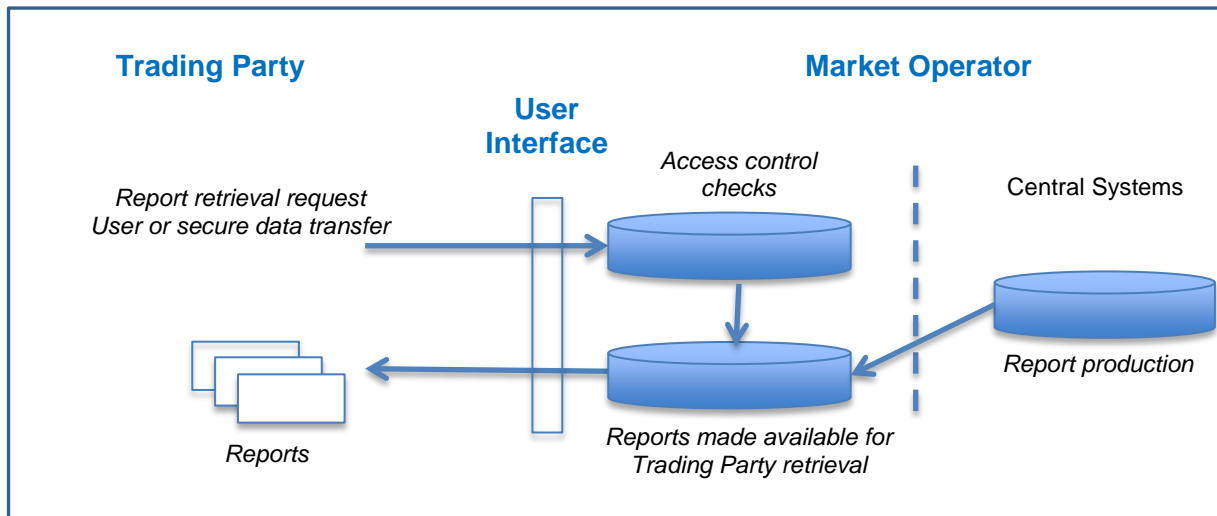 Trading Party
Market Operator
User
Interface
Access control
checks
Report retrieval request
User or secure data transfer
Central Systems
Report production
Reports made available for
Trading Party retrieval
Reports